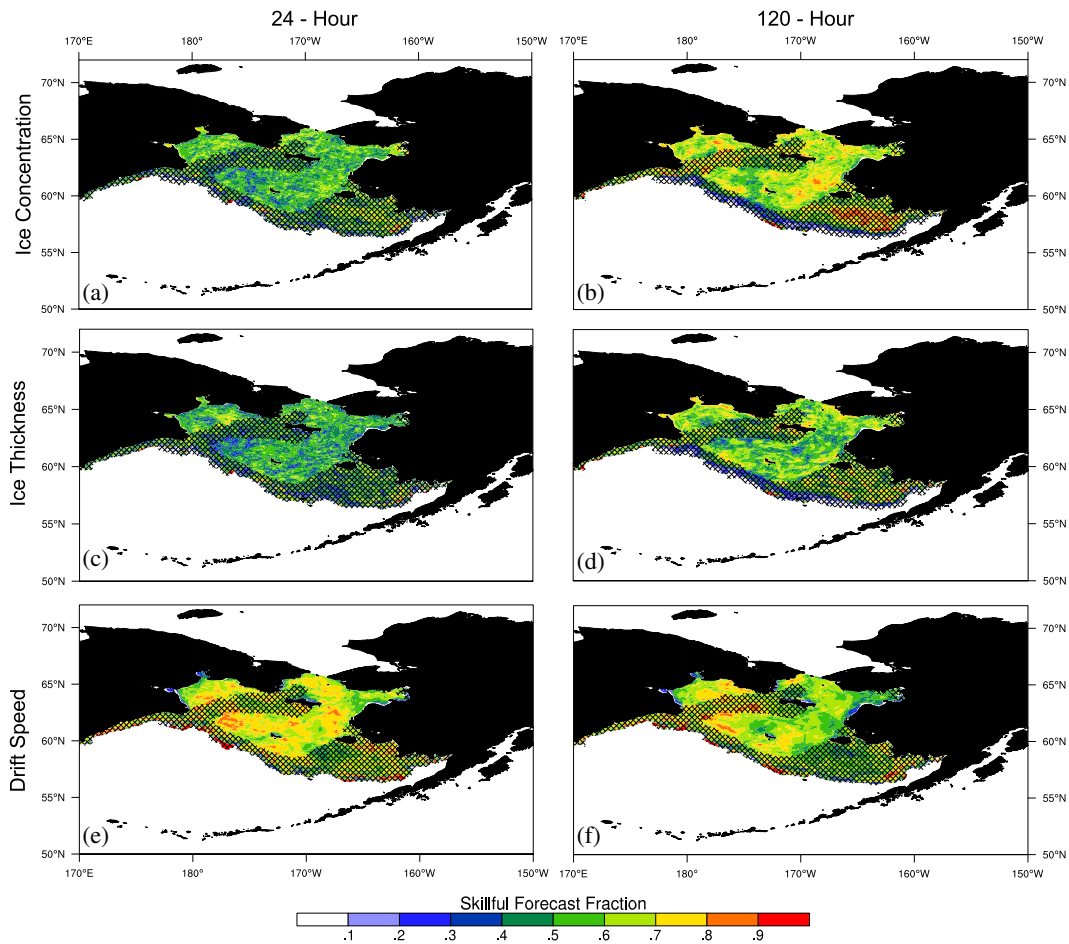 24 - Hour
120 - Hour
170°E 180° 170°W 160°W 150°W
170°E 180° 170°W 160°W 150°W
Ice Concentration
70°N
65°N
60°N
55°N
50°N
(a)
(b)
70°N
65°N
60°N
55°N
50°N
Ice Thickness
70°N
65°N
60°N
55°N
50°N
(c)
(d)
70°N
65°N
60°N
55°N
50°N
Drift Speed
70°N
65°N
60°N
55°N
50°N
(e)
(f)
70°N
65°N
60°N
55°N
50°N
170°E 180° 170°W 160°W 150°W
170°E 180° 170°W 160°W 150°W
Skillful Forecast Fraction
.1 .2 .3 .4 .5 .6 .7 .8 .9